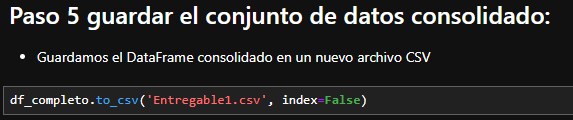 Paso 5 guardar el conjunto de datos consolidado:
• Guardamos el DataFrame consolidado en un nuevo archivo CSV
df_completo.to_csv('Entregable1.csv', index=False)